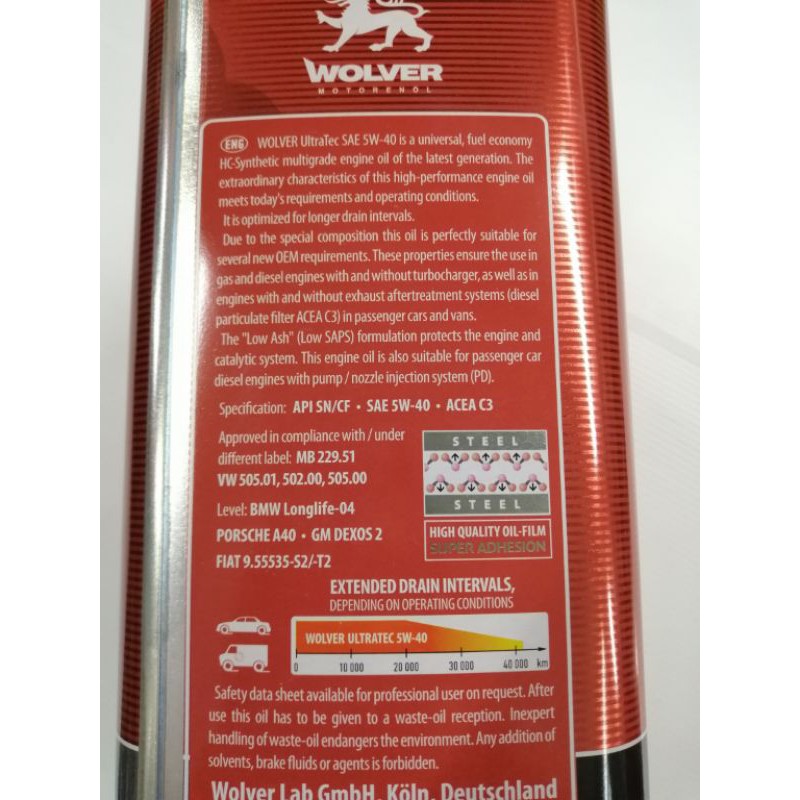 WOLVER
MOTORENÖL
ENG WOLVER UltraTec SAE 5W-40 is a universal, fuel economy
HC-Synthetic multigrade engine oil of the latest generation. The
extraordinary characteristics of this high-performance engine oil
meets today's requirements and operating conditions.
It is optimized for longer drain intervals.
Due to the special composition this oil is perfectly suitable for
several new OEM requirements. These properties ensure the use in
gas and diesel engines with and without turbocharger, as well as in
engines with and without exhaust aftertreatment systems (diesel
particulate filter ACEA C3) in passenger cars and vans.
The "Low Ash" (Low SAPS) formulation protects the engine and
catalytic system. This engine oil is also suitable for passenger car
diesel engines with pump / nozzle injection system (PD).
Specification: API SN/CF • SAE 5W-40 • ACEA C3
Approved in compliance with / under
different label: MB 229.51
VW 505.01, 502.00, 505.00
Level: BMW Longlife-04
PORSCHE A40 • GM DEXOS 2
FIAT 9.55535-S2/-T2
STEEL
STEEL
HIGH QUALITY OIL-FILM
SUPER ADHESION
EXTENDED DRAIN INTERVALS,
DEPENDING ON OPERATING CONDITIONS
WOLVER ULTRATEC 5W-40
0 10 000 20 000 30 000 40 000 km
Safety data sheet available for professional user on request. After
use this oil has to be given to a waste-oil reception. Inexpert
handling of waste-oil endangers the environment. Any addition of
solvents, brake fluids or agents is forbidden.
Wolver Lab GmbH, Köln, Deutschland